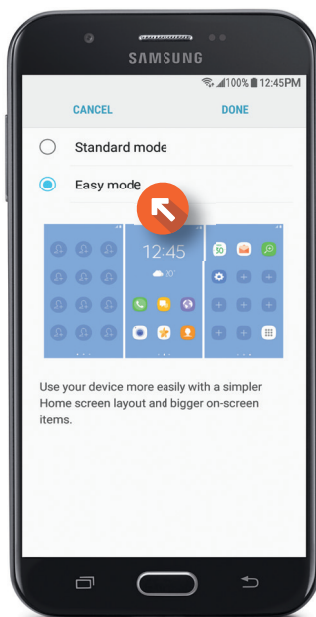 SAMSUNG
100% 12:45PM
CANCEL DONE
Standard mode
Easy mode
12:45
10°
30
Use your device more easily with a simpler
Home screen layout and bigger on-screen
items.